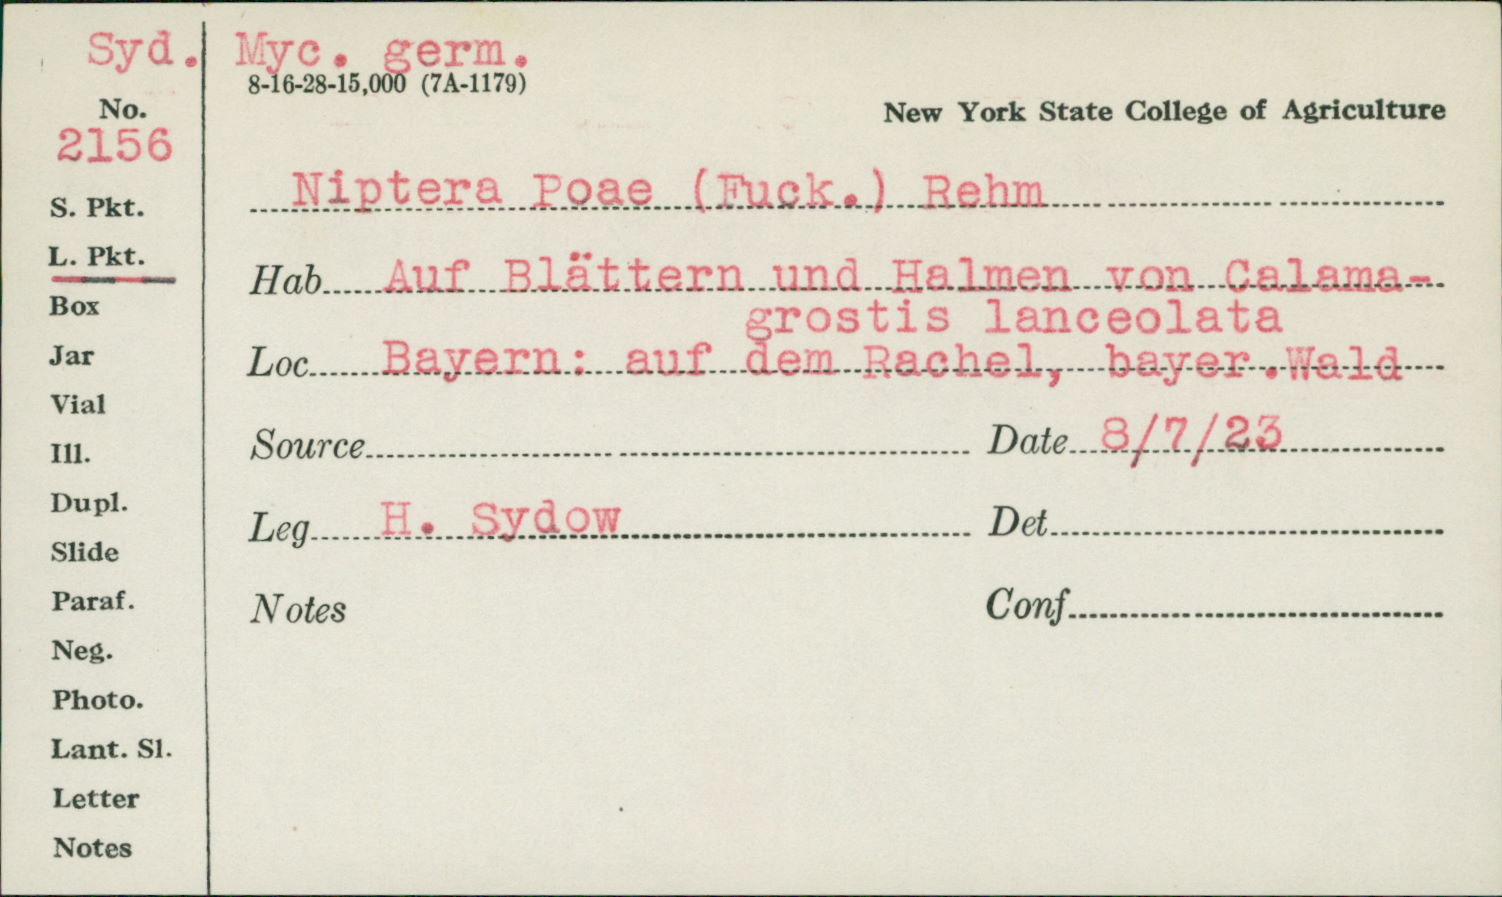 Syd. Myc. germ.
8-16-28-15,000 (7A-1179)
No.
New York State College of Agriculture
2156
Niptera Poae (Fuck.) Rehm
S. Pkt.
L. Pkt.
Hab Auf Blättern und Halmen von Calama-
grostis lanceolata
Box
Loc Bayern: auf dem Rachel, bayer.Wald
Jar
Vial
Source Date 8/7/23
Ill.
Dupl.
Leg H. Sydow Det
Slide
Paraf.
Notes Conf
Neg.
Photo.
Lant. Sl.
Letter
Notes